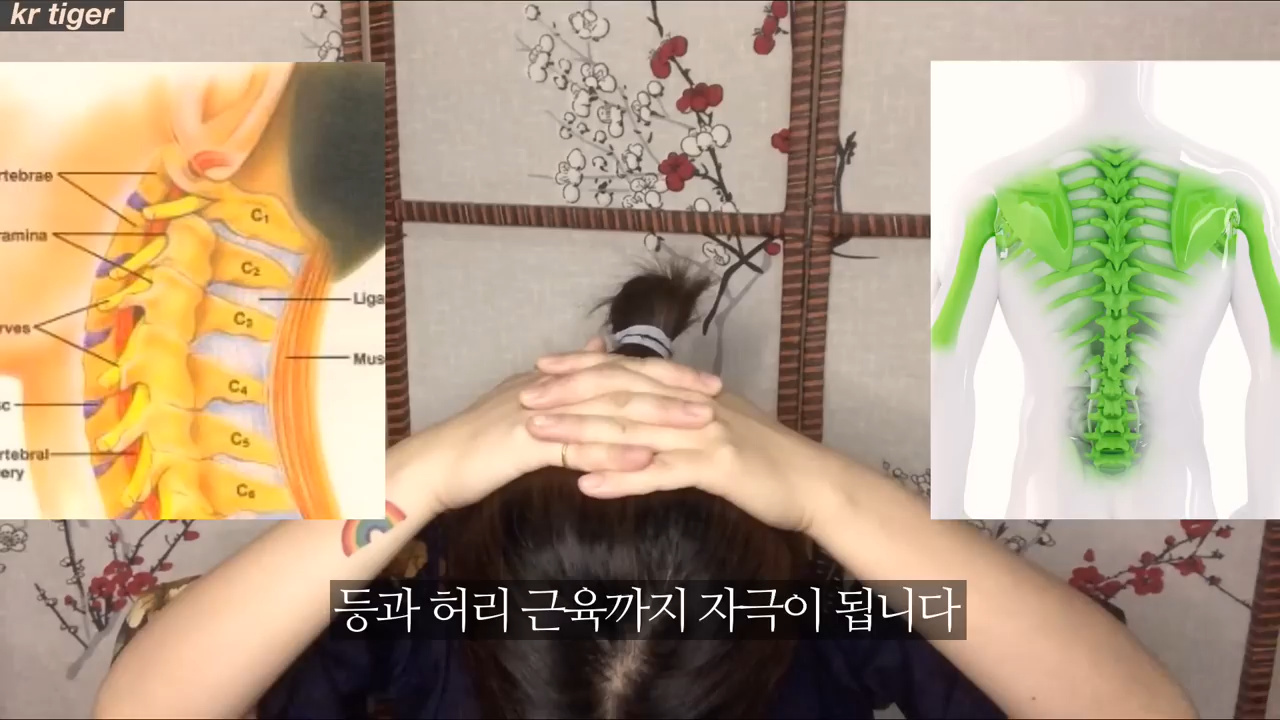 kr tiger
rtebrae
ramina
rves
sc
rtebral
ery
C1
C2
C3
C4
C5
C6
Liga
Mus
등과 허리 근육까지 자극이 됩니다